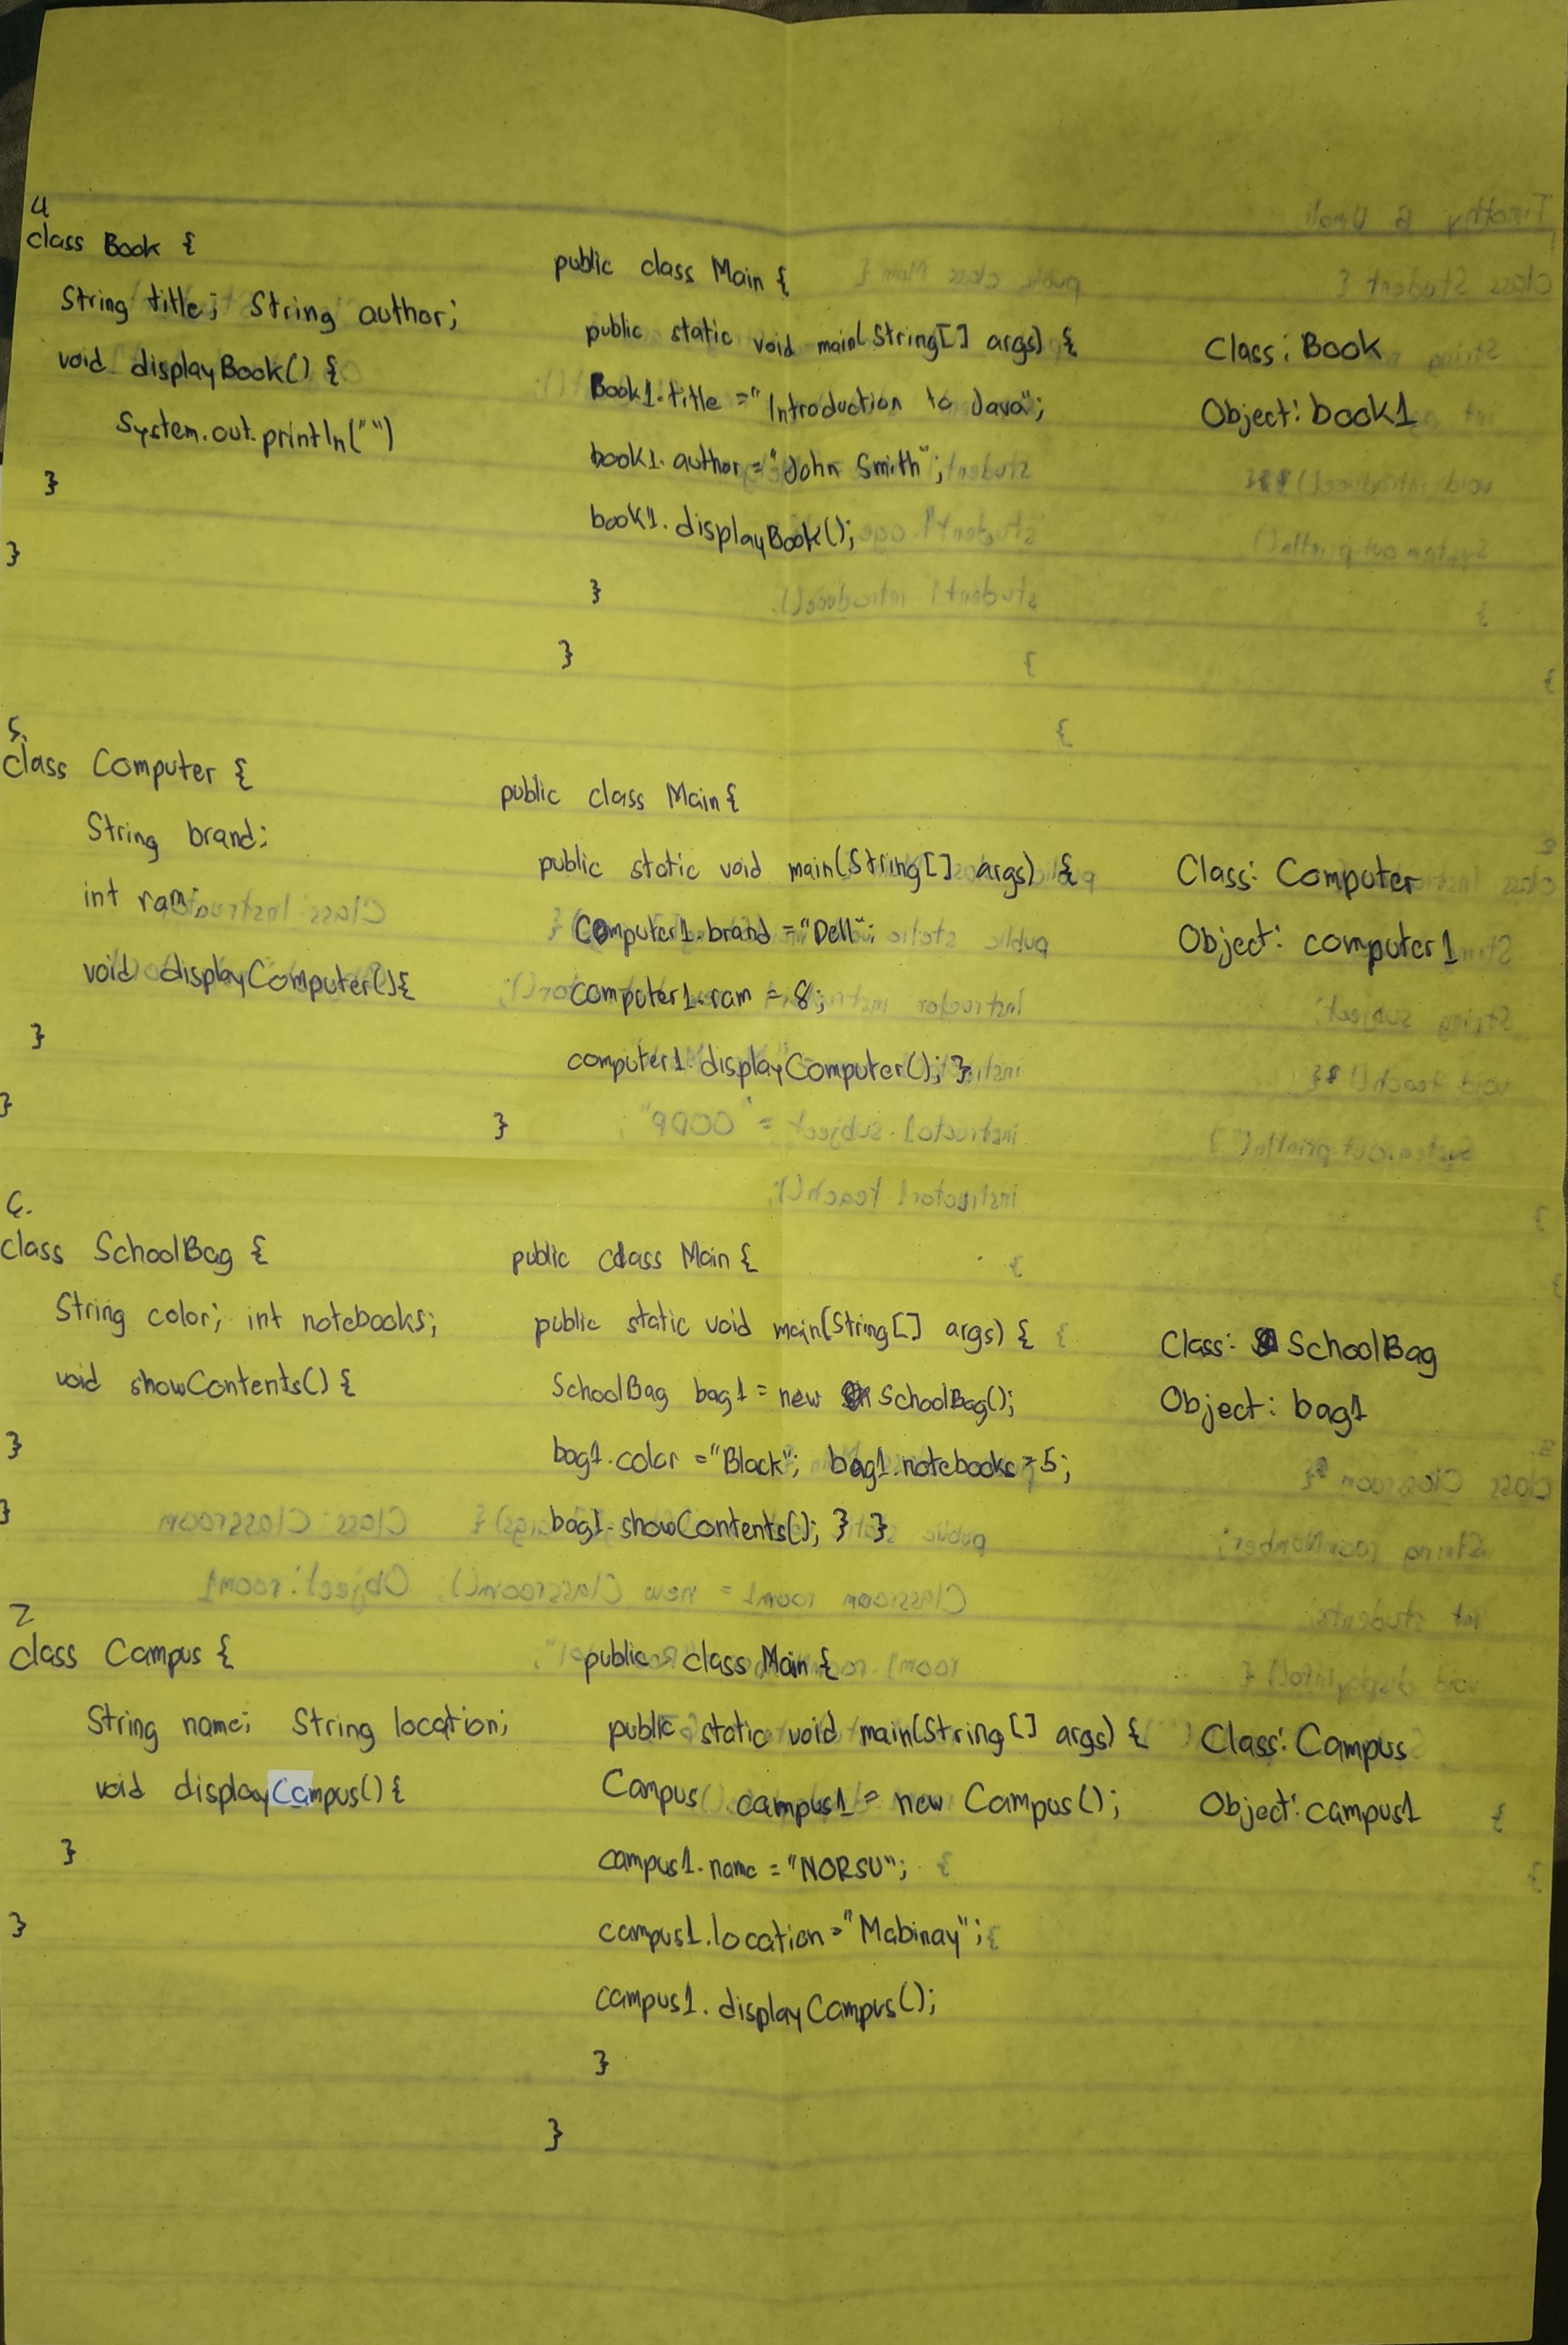 4
class Book {
String title; String author;
void displayBook() {
System.out.println("")
}
}
public class Main {
public static void main(String[] args) {
Book1.title = "Introduction to Java";
book1.author = "John Smith";
book1.displayBook();
}
}
Class: Book
Object: book1
5.
class Computer {
String brand;
int ram;
void displayComputer(){
}
}
public class Main {
public static void main(String[] args) {
Computer1.brand = "Dell";
computer1.ram = 8;
computer1.displayComputer(); }
}
Class: Computer
Object: computer1
6.
class SchoolBag {
String color; int notebooks;
void showContents() {
}
}
public class Main {
public static void main(String[] args) {
SchoolBag bag1 = new SchoolBag();
bag1.color = "Black"; bag1.notebooks = 5;
bag1.showContents(); } }
Class: SchoolBag
Object: bag1
7
class Campus {
String name; String location;
void displayCampus() {
}
}
public class Main {
public static void main(String[] args) {
Campus campus1 = new Campus();
campus1.name = "NORSU";
campus1.location = "Mabinay";
campus1.displayCampus();
}
}
Class: Campus
Object: campus1